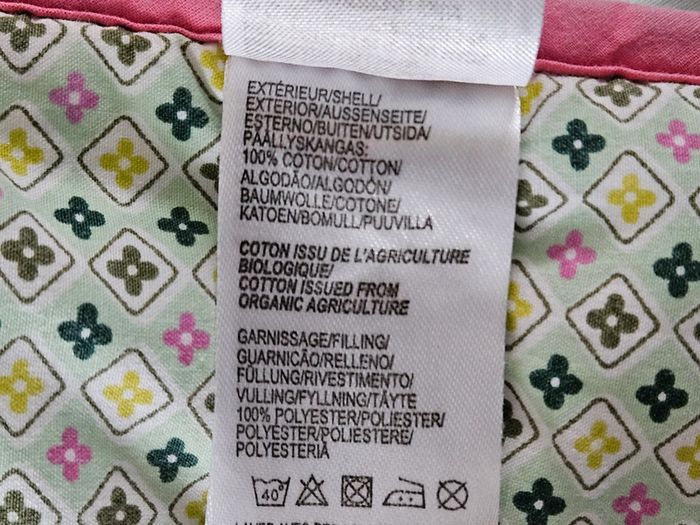 EXTÉRIEUR/SHELL/
EXTERIOR/AUSSENSEITE/
ESTERNO/BUITEN/UTSIDA/
PÄÄLLYSKANGAS:
100% COTON/COTTON/
ALGODÃO/ALGODÓN/
BAUMWOLLE/COTONE/
KATOEN/BOMULL/PUUVILLA
COTON ISSU DE L'AGRICULTURE
BIOLOGIQUE/
COTTON ISSUED FROM
ORGANIC AGRICULTURE
GARNISSAGE/FILLING/
GUARNICÃO/RELLENO/
FÜLLUNG/RIVESTIMENTO/
VULLING/FYLLNING/TÄYTE
100% POLYESTER/POLIESTER/
POLYESTER/POLIESTERE/
POLYESTERIÄ
40°